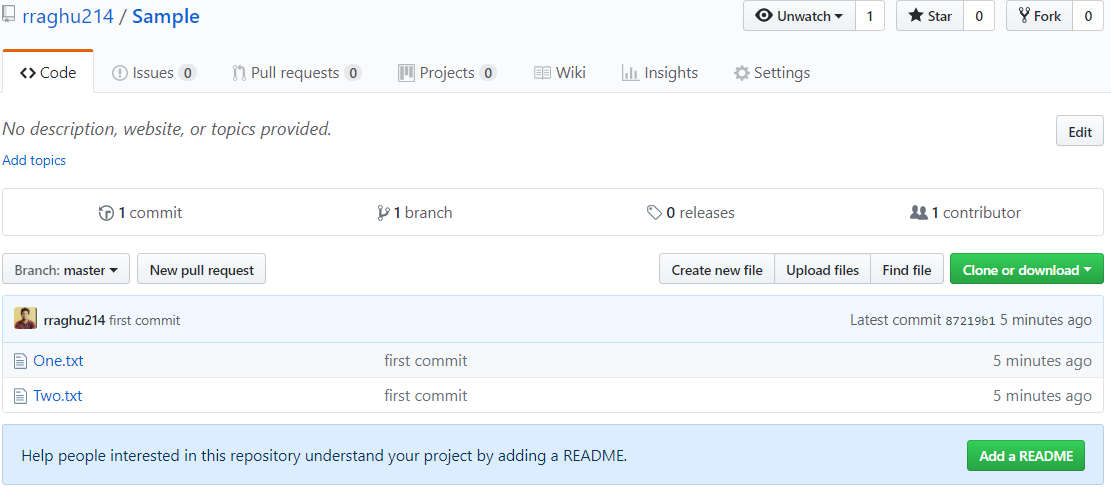 rraghu214 / Sample Unwatch 1 Star 0 Fork 0
Code Issues 0 Pull requests 0 Projects 0 Wiki Insights Settings
No description, website, or topics provided. Edit
Add topics
1 commit 1 branch 0 releases 1 contributor
Branch: master New pull request Create new file Upload files Find file Clone or download
rraghu214 first commit Latest commit 87219b1 5 minutes ago
One.txt first commit 5 minutes ago
Two.txt first commit 5 minutes ago
Help people interested in this repository understand your project by adding a README. Add a README